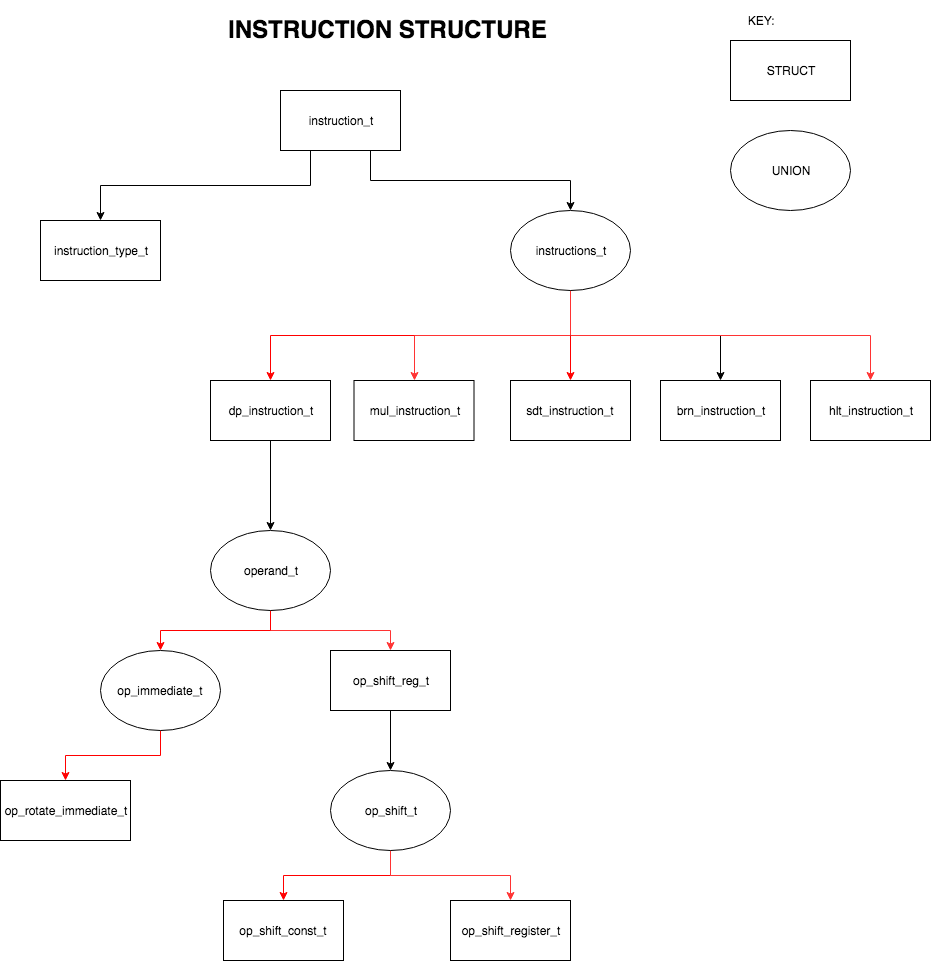 INSTRUCTION STRUCTURE
KEY:
STRUCT
instruction_t
UNION
instruction_type_t
instructions_t
dp_instruction_t
mul_instruction_t
sdt_instruction_t
brn_instruction_t
hlt_instruction_t
operand_t
op_immediate_t
op_shift_reg_t
op_rotate_immediate_t
op_shift_t
op_shift_const_t
op_shift_register_t